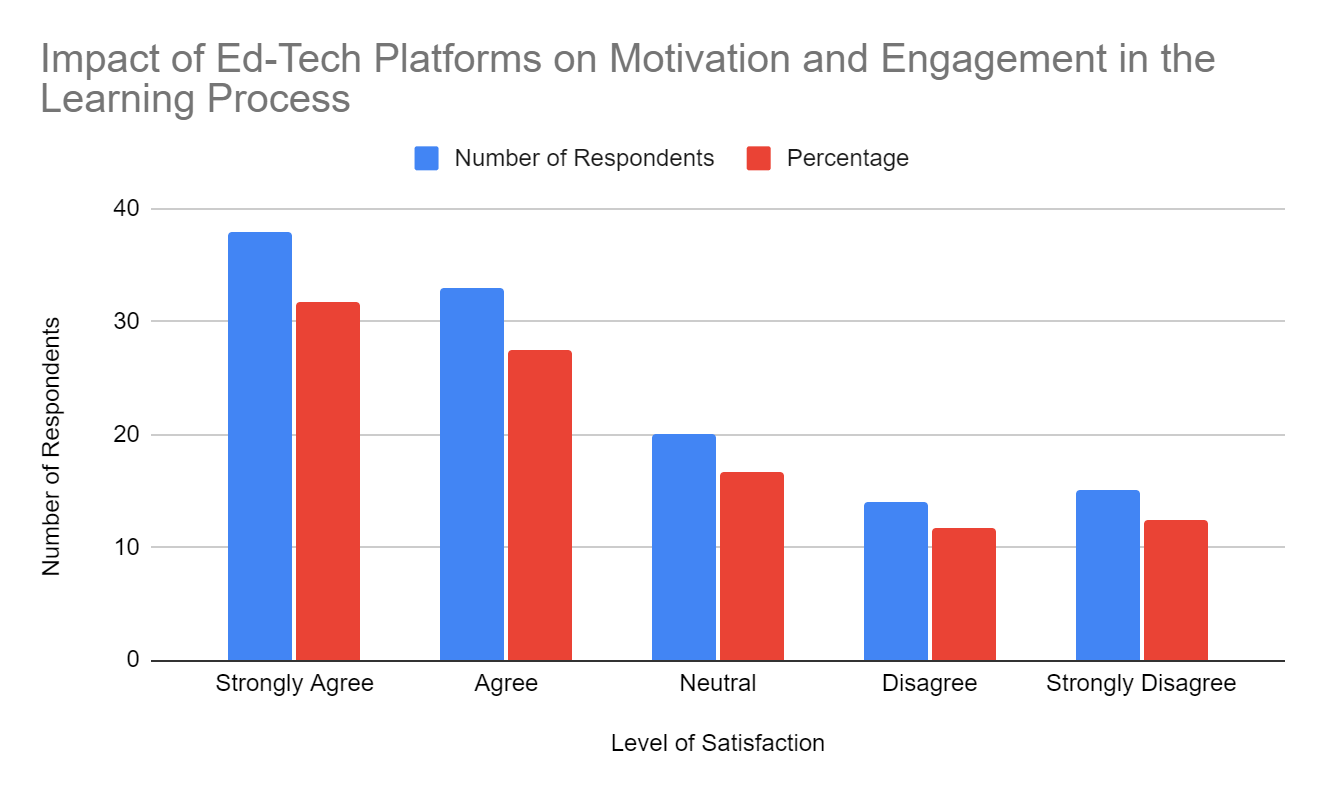 Impact of Ed-Tech Platforms on Motivation and Engagement in the
Learning Process
Number of Respondents
Percentage
40
30
20
10
0
Number of Respondents
Strongly Agree
Agree
Neutral
Disagree
Strongly Disagree
Level of Satisfaction